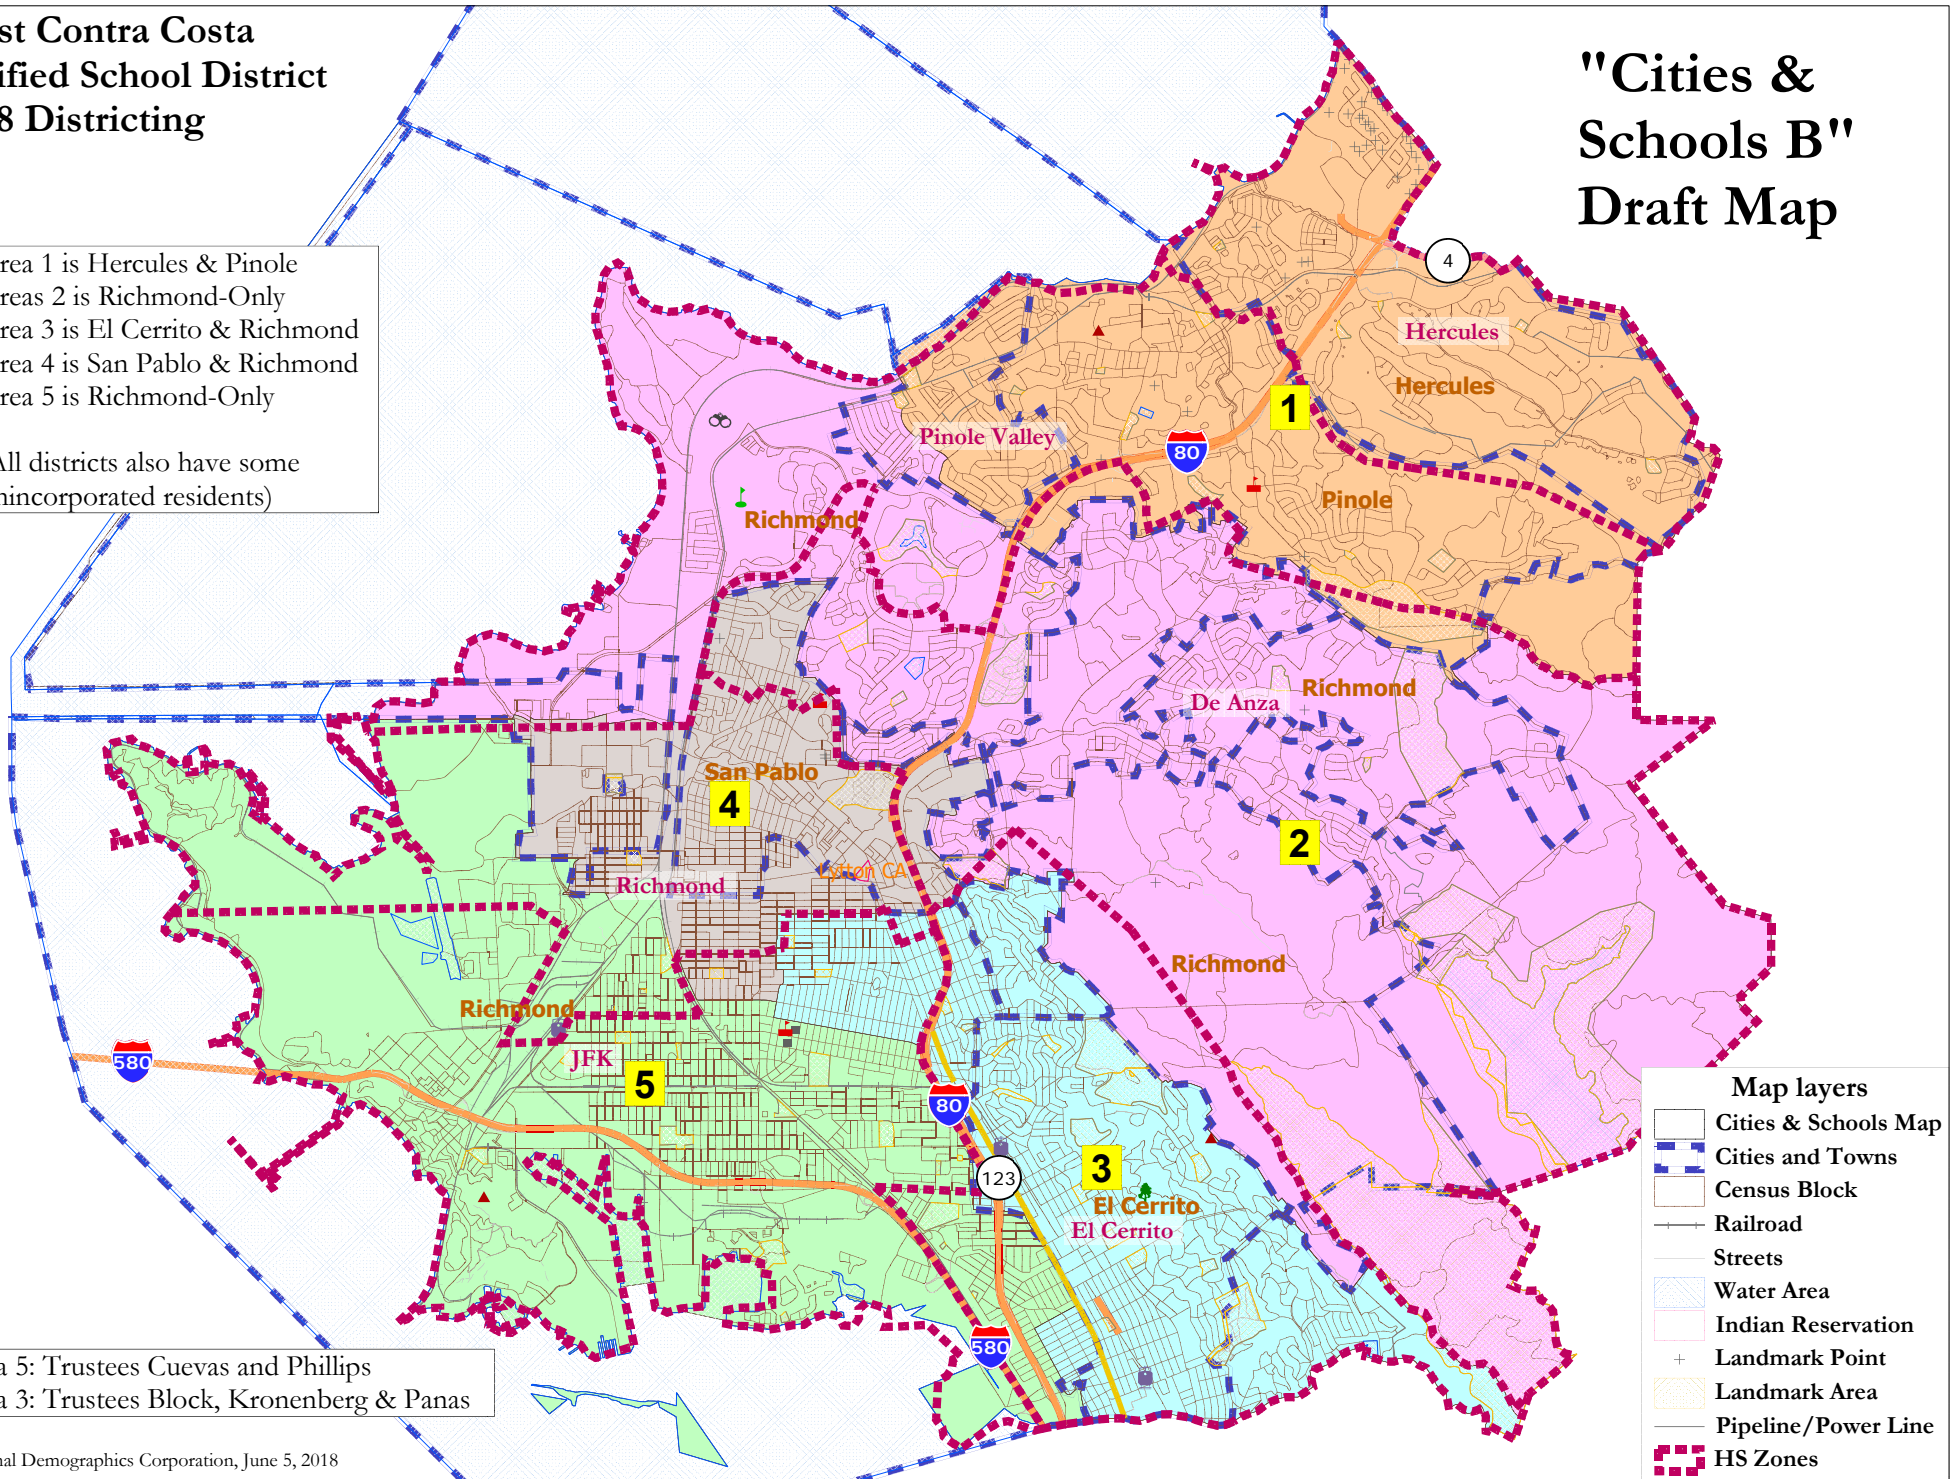 st Contra Costa
ified School District
8 Districting
"Cities &
Schools B"
Draft Map
rea 1 is Hercules & Pinole
reas 2 is Richmond-Only
rea 3 is El Cerrito & Richmond
rea 4 is San Pablo & Richmond
rea 5 is Richmond-Only
All districts also have some
nincorporated residents)
4
Hercules
Hercules
1
Pinole Valley
80
Pinole
Richmond
Richmond
De Anza
San Pablo
4
2
Lytton CA
Richmond
Richmond
Richmond
JFK
580
5
80
3
123
El Cerrito
El Cerrito
580
Map layers
Cities & Schools Map
Cities and Towns
Census Block
Railroad
Streets
Water Area
Indian Reservation
Landmark Point
Landmark Area
Pipeline/Power Line
HS Zones
a 5: Trustees Cuevas and Phillips
a 3: Trustees Block, Kronenberg & Panas
nal Demographics Corporation, June 5, 2018